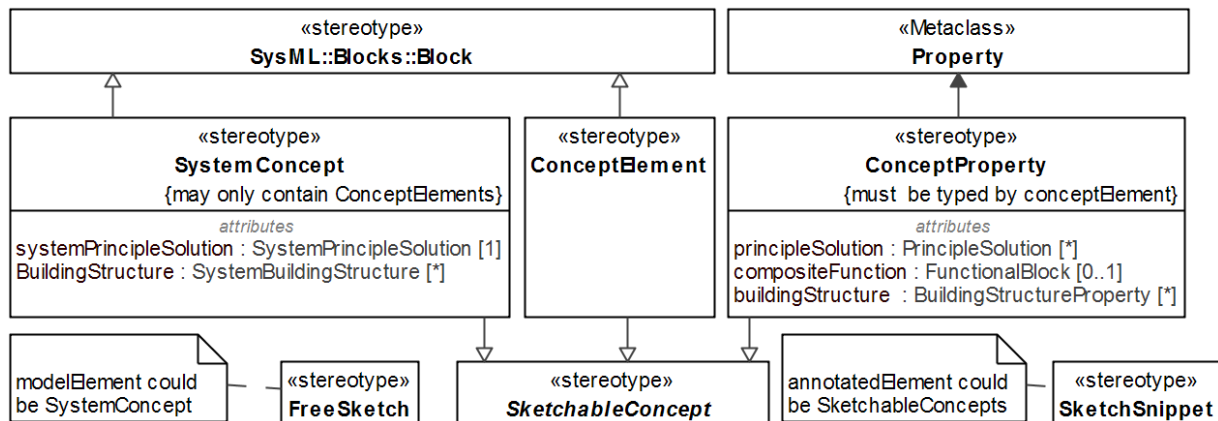 «stereotype»
SysML::Blocks::Block
«Metaclass»
Property
«stereotype»
SystemConcept
{may only contain ConceptElements}
attributes
systemPrincipleSolution : SystemPrincipleSolution [1]
BuildingStructure : SystemBuildingStructure [*]
«stereotype»
ConceptElement
«stereotype»
ConceptProperty
{must be typed by conceptElement}
attributes
principleSolution : PrincipleSolution [*]
compositeFunction : FunctionalBlock [0..1]
buildingStructure : BuildingStructureProperty [*]
modelElement could
be SystemConcept
«stereotype»
FreeSketch
«stereotype»
SketchableConcept
annotatedElement could
be SketchableConcepts
«stereotype»
SketchSnippet